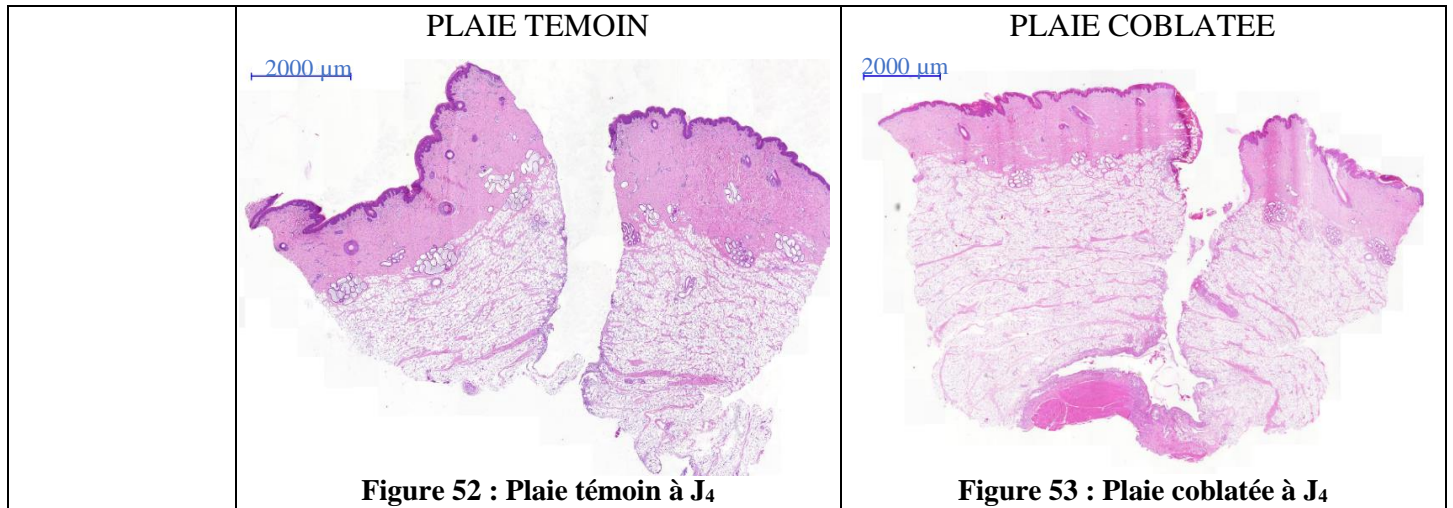 PLAIE TEMOIN
2000 µm
Figure 52 : Plaie témoin à J₄
PLAIE COBLATEE
2000 µm
Figure 53 : Plaie coblatée à J₄